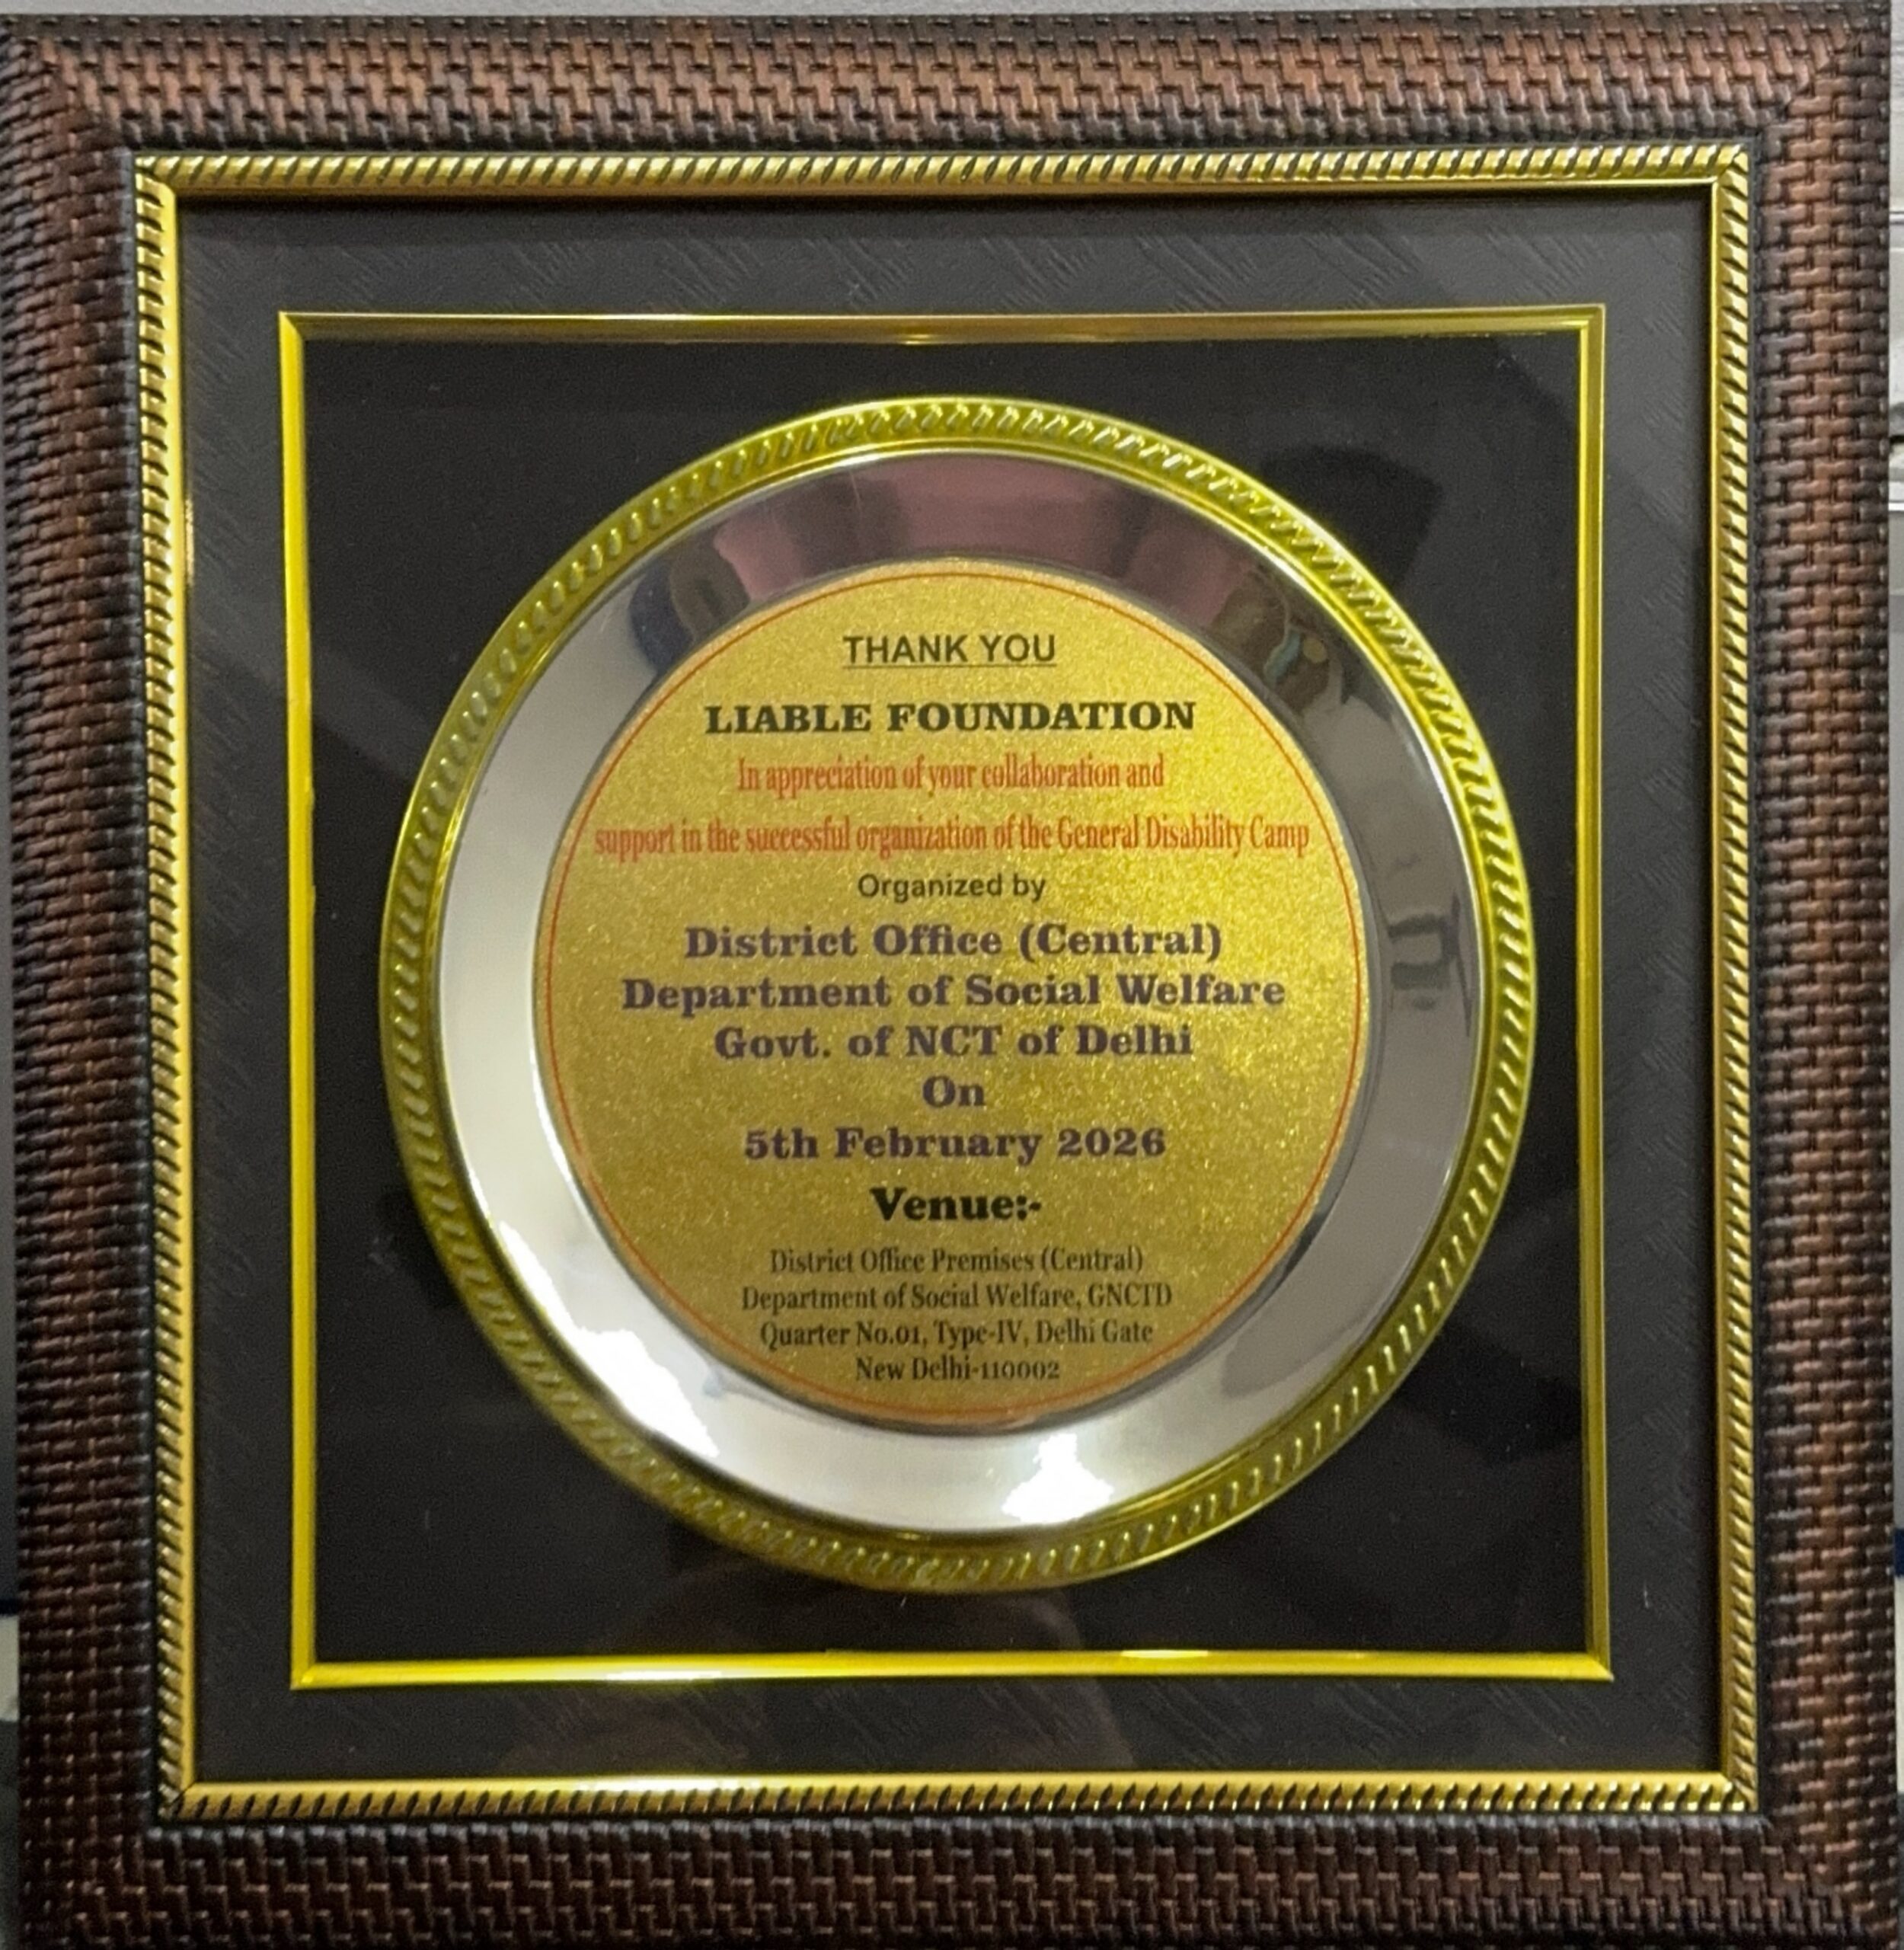 THANK YOU
LIABLE FOUNDATION
In appreciation of your collaboration and
support in the successful organization of the General Disability Camp
Organized by
District Office (Central)
Department of Social Welfare
Govt. of NCT of Delhi
On
5th February 2026
Venue:-
District Office Premises (Central)
Department of Social Welfare, GNCTD
Quarter No.01, Type-IV, Delhi Gate
New Delhi-110002